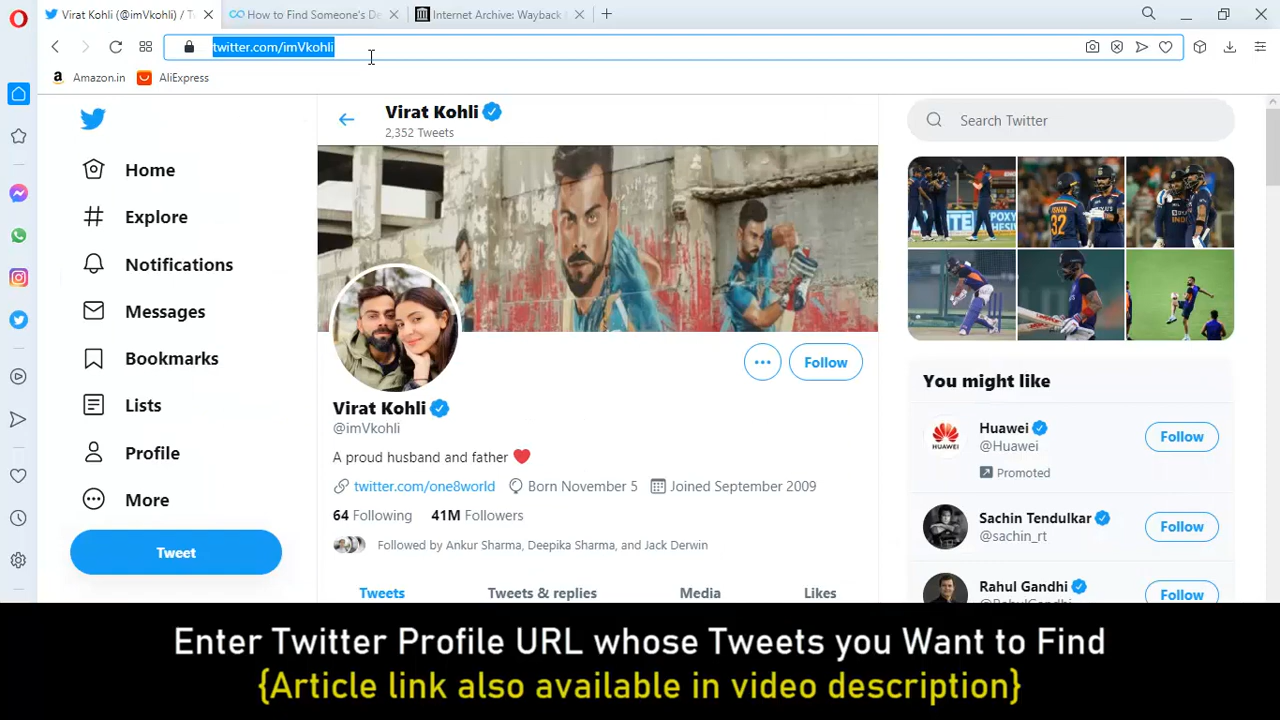 Virat Kohli (@imVkohli) / T
How to Find Someone's De
Internet Archive: Wayback
twitter.com/imVkohli
Amazon.in
AliExpress
Virat Kohli
2,352 Tweets
Search Twitter
Home
Explore
Notifications
Messages
Bookmarks
Lists
Profile
More
Tweet
Follow
Virat Kohli
@imVkohli
A proud husband and father ❤
twitter.com/one8world Born November 5 Joined September 2009
64 Following 41M Followers
Followed by Ankur Sharma, Deepika Sharma, and Jack Derwin
Tweets Tweets & replies Media Likes
ISHAN
32
You might like
Huawei
@Huawei
Follow
Promoted
Sachin Tendulkar
@sachin_rt
Follow
Rahul Gandhi
@RahulGandhi
Follow
Enter Twitter Profile URL whose Tweets you Want to Find
{Article link also available in video description}